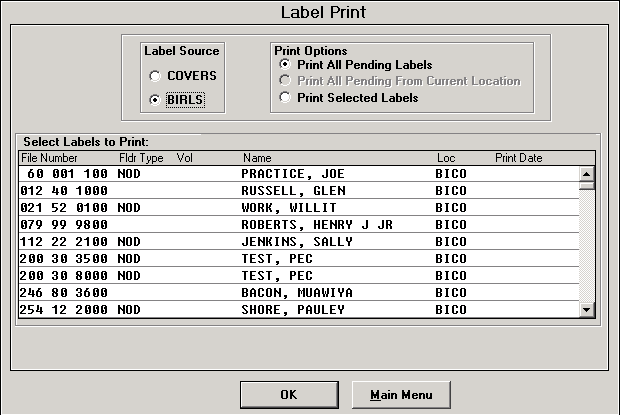 Label Print
Label Source
COVERS
BIRLS
Print Options
Print All Pending Labels
Print All Pending From Current Location
Print Selected Labels
Select Labels to Print:
File Number Fldr Type Vol Name Loc Print Date
60 001 100 NOD PRACTICE, JOE BICO
012 40 1000 RUSSELL, GLEN BICO
021 52 0100 NOD WORK, WILLIT BICO
079 99 9800 ROBERTS, HENRY J JR BICO
112 22 2100 NOD JENKINS, SALLY BICO
200 30 3500 NOD TEST, PEC BICO
200 30 8000 NOD TEST, PEC BICO
246 80 3600 BACON, MUAWIYA BICO
254 12 2000 NOD SHORE, PAULEY BICO
OK Main Menu